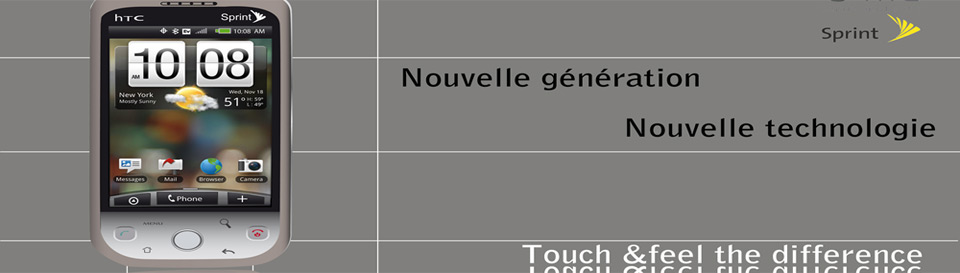 hTC Sprint
10:08 AM
10 08
AM
New York
Mostly Sunny
Wed, Nov 18
51° H: 59°
L: 49°
Messages Mail Browser Camera
Phone +
MENU
Sprint
Nouvelle génération
Nouvelle technologie
Touch &feel the difference